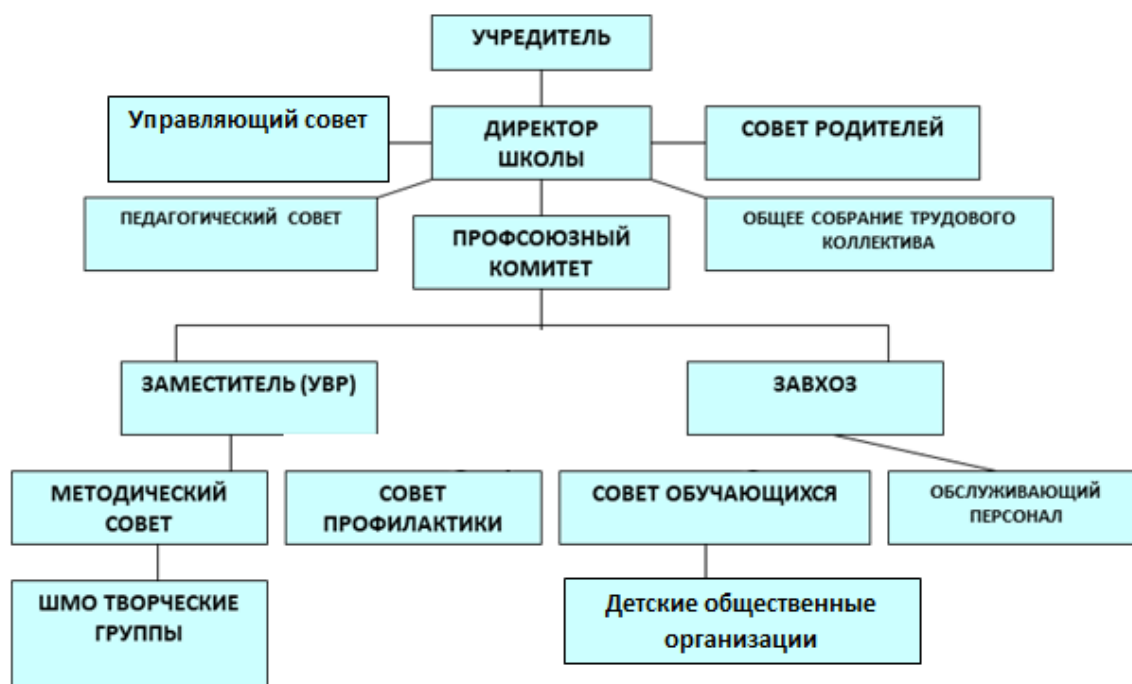 УЧРЕДИТЕЛЬ
Управляющий совет
ДИРЕКТОР
ШКОЛЫ
СОВЕТ РОДИТЕЛЕЙ
ПЕДАГОГИЧЕСКИЙ СОВЕТ
ПРОФСОЮЗНЫЙ
КОМИТЕТ
ОБЩЕЕ СОБРАНИЕ ТРУДОВОГО
КОЛЛЕКТИВА
ЗАМЕСТИТЕЛЬ (УВР)
ЗАВХОЗ
МЕТОДИЧЕСКИЙ
СОВЕТ
СОВЕТ
ПРОФИЛАКТИКИ
СОВЕТ ОБУЧАЮЩИХСЯ
ОБСЛУЖИВАЮЩИЙ
ПЕРСОНАЛ
ШМО ТВОРЧЕСКИЕ
ГРУППЫ
Детские общественные
организации